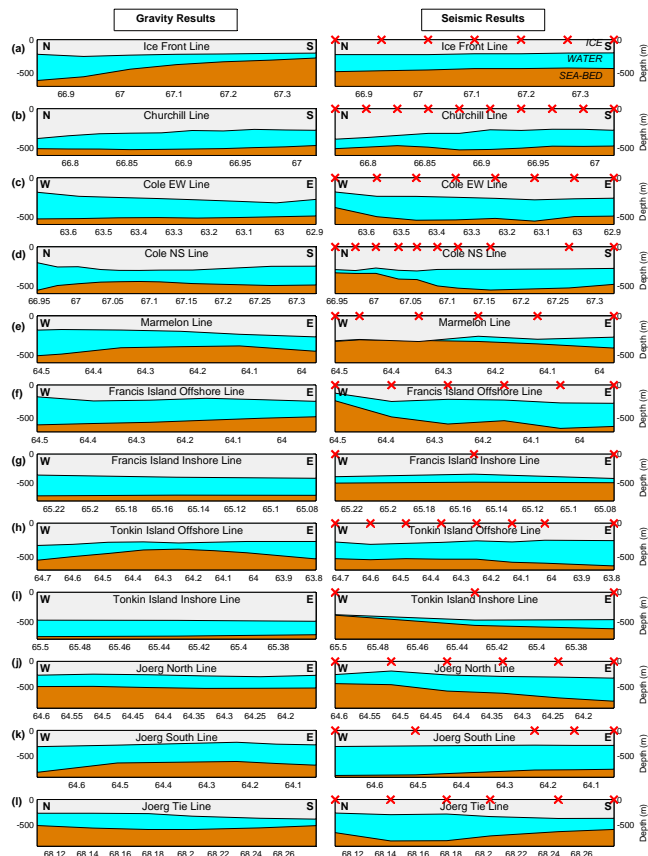 Gravity Results
Seismic Results
(a)
0
-500
N Ice Front Line S
66.9 67 67.1 67.2 67.3
N Ice Front Line S
ICE
WATER
SEA-BED
66.9 67 67.1 67.2 67.3
0
-500
Depth (m)
(b)
0
-500
N Churchill Line S
66.8 66.85 66.9 66.95 67
N Churchill Line S
66.8 66.85 66.9 66.95 67
0
-500
Depth (m)
(c)
0
-500
W Cole EW Line E
63.6 63.5 63.4 63.3 63.2 63.1 63 62.9
W Cole EW Line E
63.6 63.5 63.4 63.3 63.2 63.1 63 62.9
0
-500
Depth (m)
(d)
0
-500
N Cole NS Line S
66.95 67 67.05 67.1 67.15 67.2 67.25 67.3
N Cole NS Line S
66.95 67 67.05 67.1 67.15 67.2 67.25 67.3
0
-500
Depth (m)
(e)
0
-500
W Marmelon Line E
64.5 64.4 64.3 64.2 64.1 64
W Marmelon Line E
64.5 64.4 64.3 64.2 64.1 64
0
-500
Depth (m)
(f)
0
-500
W Francis Island Offshore Line E
64.5 64.4 64.3 64.2 64.1 64
W Francis Island Offshore Line E
64.5 64.4 64.3 64.2 64.1 64
0
-500
Depth (m)
(g)
0
-500
W Francis Island Inshore Line E
65.22 65.2 65.18 65.16 65.14 65.12 65.1 65.08
W Francis Island Inshore Line E
65.22 65.2 65.18 65.16 65.14 65.12 65.1 65.08
0
-500
Depth (m)
(h)
0
-500
W Tonkin Island Offshore Line E
64.7 64.6 64.5 64.4 64.3 64.2 64.1 64 63.9 63.8
W Tonkin Island Offshore Line E
64.7 64.6 64.5 64.4 64.3 64.2 64.1 64 63.9 63.8
0
-500
Depth (m)
(i)
0
-500
W Tonkin Island Inshore Line E
65.5 65.48 65.46 65.44 65.42 65.4 65.38
W Tonkin Island Inshore Line E
65.5 65.48 65.46 65.44 65.42 65.4 65.38
0
-500
Depth (m)
(j)
0
-500
W Joerg North Line E
64.6 64.55 64.5 64.45 64.4 64.35 64.3 64.25 64.2
W Joerg North Line E
64.6 64.55 64.5 64.45 64.4 64.35 64.3 64.25 64.2
0
-500
Depth (m)
(k)
0
-500
W Joerg South Line E
64.6 64.5 64.4 64.3 64.2 64.1
W Joerg South Line E
64.6 64.5 64.4 64.3 64.2 64.1
0
-500
Depth (m)
(l)
0
-500
N Joerg Tie Line S
68.12 68.14 68.16 68.18 68.2 68.22 68.24 68.26
N Joerg Tie Line S
68.12 68.14 68.16 68.18 68.2 68.22 68.24 68.26
0
-500
Depth (m)